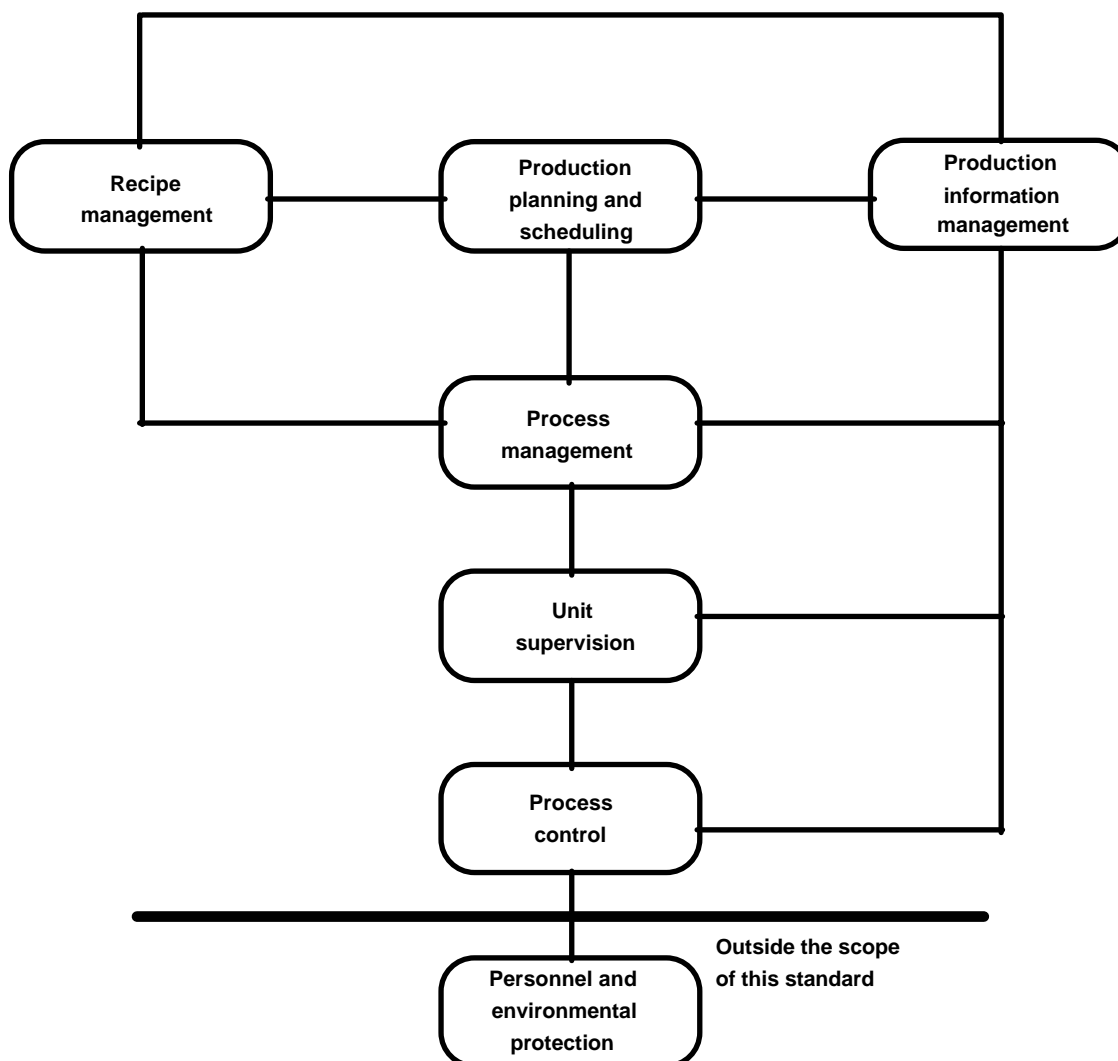 Recipe
management
Production
planning and
scheduling
Production
information
management
Process
management
Unit
supervision
Process
control
Outside the scope
of this standard
Personnel and
environmental
protection